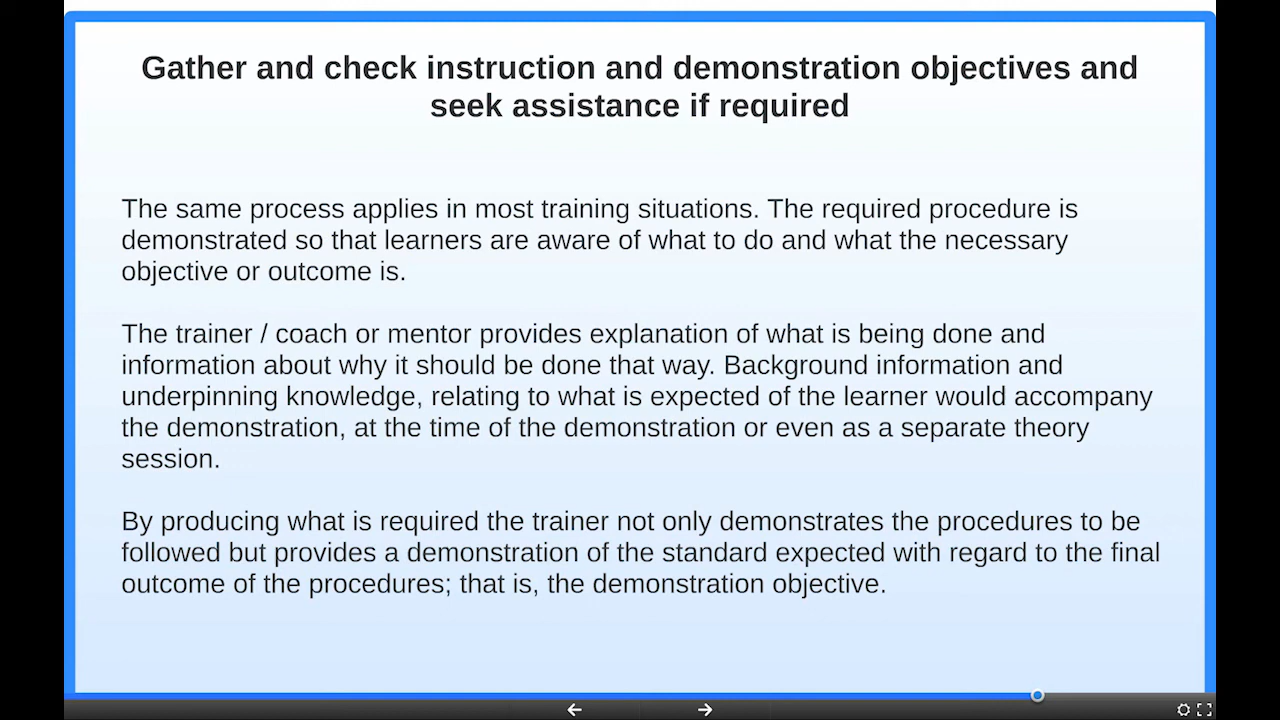 Gather and check instruction and demonstration objectives and
seek assistance if required
The same process applies in most training situations. The required procedure is
demonstrated so that learners are aware of what to do and what the necessary
objective or outcome is.
The trainer / coach or mentor provides explanation of what is being done and
information about why it should be done that way. Background information and
underpinning knowledge, relating to what is expected of the learner would accompany
the demonstration, at the time of the demonstration or even as a separate theory
session.
By producing what is required the trainer not only demonstrates the procedures to be
followed but provides a demonstration of the standard expected with regard to the final
outcome of the procedures; that is, the demonstration objective.